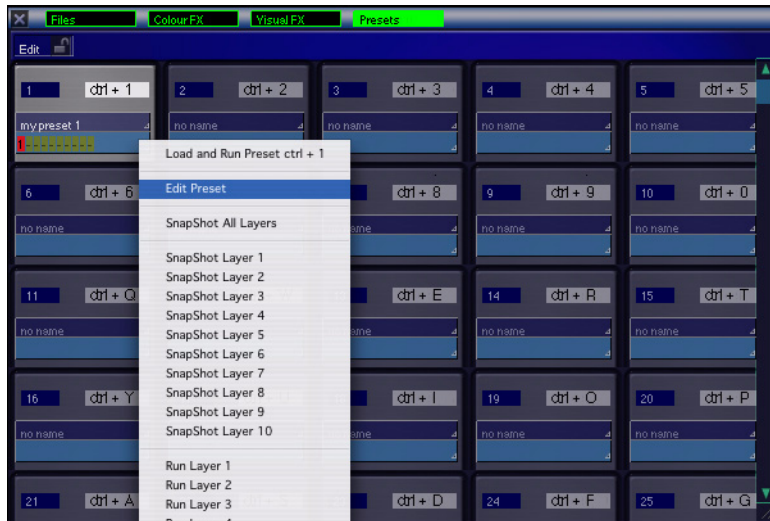 Files Colour FX Visual FX Presets
Edit
1 ctrl + 1 2 ctrl + 2 3 ctrl + 3 4 ctrl + 4 5 ctrl + 5
my preset 1 no name no name no name no name
1
Load and Run Preset ctrl + 1
Edit Preset
SnapShot All Layers
SnapShot Layer 1
SnapShot Layer 2
SnapShot Layer 3
SnapShot Layer 4
SnapShot Layer 5
SnapShot Layer 6
SnapShot Layer 7
SnapShot Layer 8
SnapShot Layer 9
SnapShot Layer 10
Run Layer 1
Run Layer 2
Run Layer 3
6 ctrl + 6 ctrl + 8 9 ctrl + 9 10 ctrl + 0
no name no name no name
11 ctrl + Q ctrl + E 14 ctrl + R 15 ctrl + T
no name no name no name
16 ctrl + Y ctrl + I 19 ctrl + O 20 ctrl + P
no name no name no name
21 ctrl + A ctrl + D 24 ctrl + F 25 ctrl + G